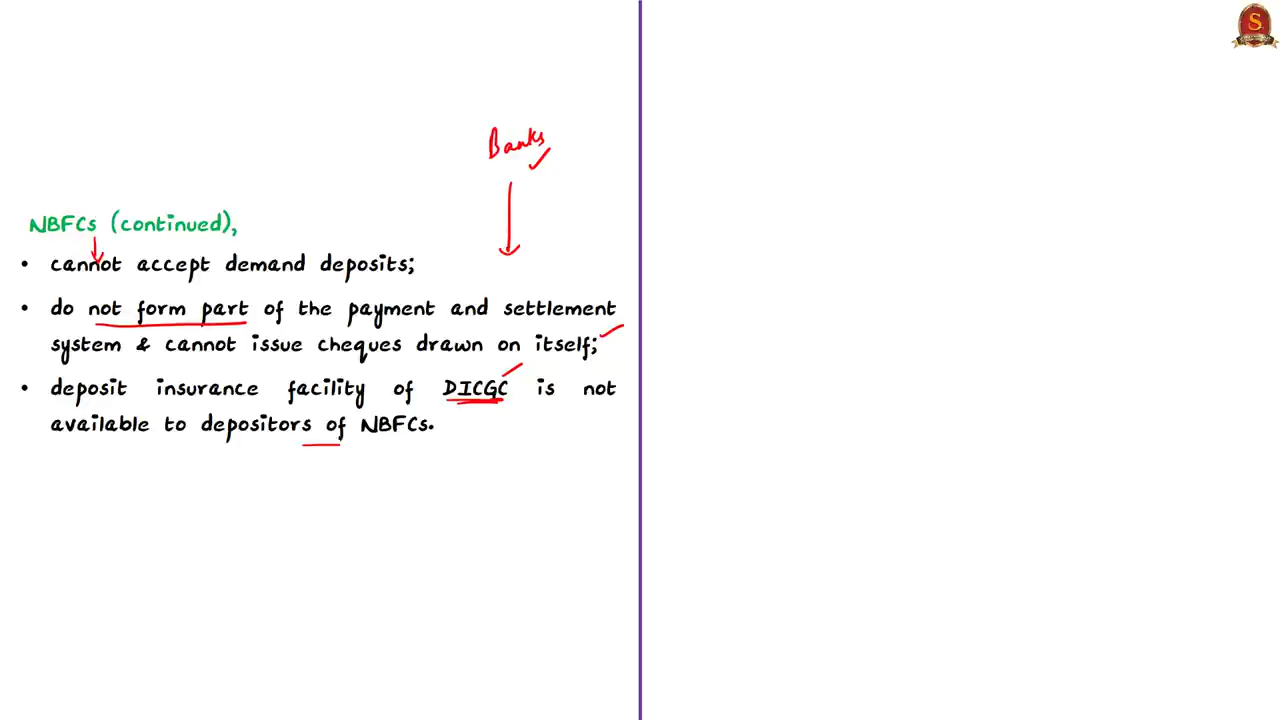 Banks
NBFCs (continued),
• cannot accept demand deposits;
• do not form part of the payment and settlement
system & cannot issue cheques drawn on itself;
• deposit insurance facility of DICGC is not
available to depositors of NBFCs.
S